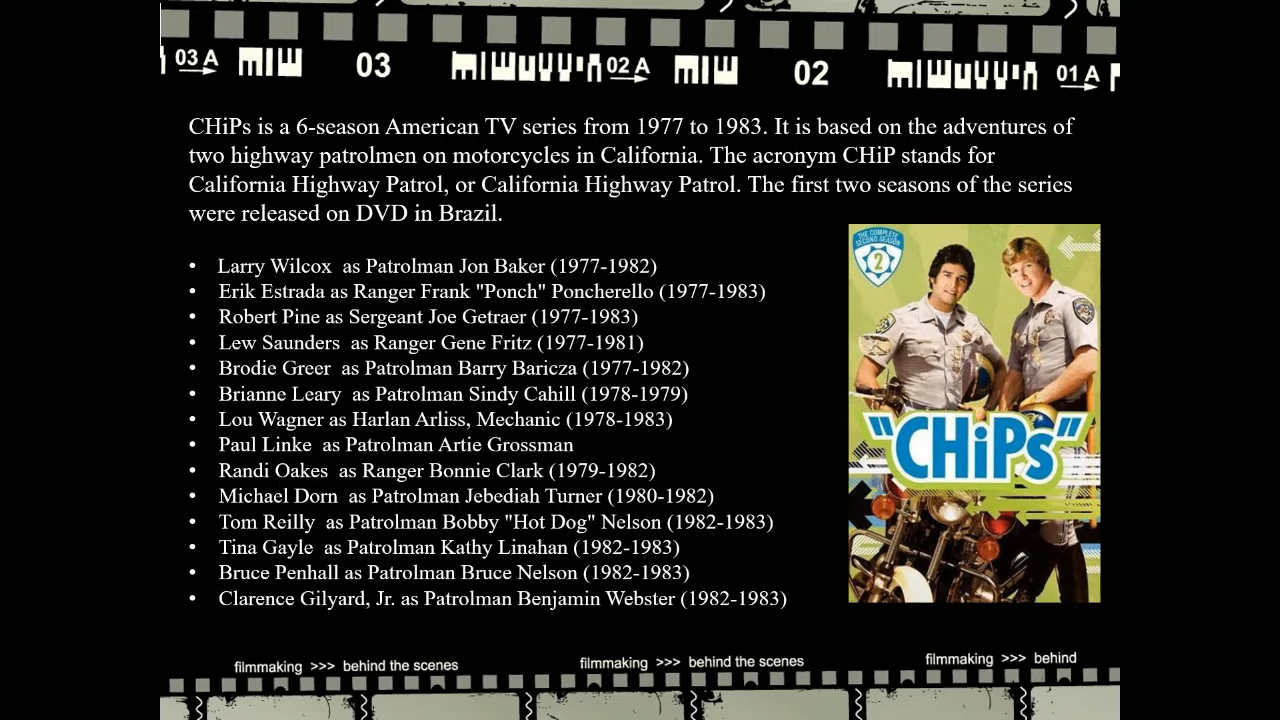 03 A
03
02 A
02
01 A
CHiPs is a 6-season American TV series from 1977 to 1983. It is based on the adventures of
two highway patrolmen on motorcycles in California. The acronym CHiP stands for
California Highway Patrol, or California Highway Patrol. The first two seasons of the series
were released on DVD in Brazil.
• Larry Wilcox  as Patrolman Jon Baker (1977-1982)
• Erik Estrada as Ranger Frank "Ponch" Poncherello (1977-1983)
• Robert Pine as Sergeant Joe Getraer (1977-1983)
• Lew Saunders  as Ranger Gene Fritz (1977-1981)
• Brodie Greer  as Patrolman Barry Baricza (1977-1982)
• Brianne Leary  as Patrolman Sindy Cahill (1978-1979)
• Lou Wagner as Harlan Arliss, Mechanic (1978-1983)
• Paul Linke  as Patrolman Artie Grossman
• Randi Oakes  as Ranger Bonnie Clark (1979-1982)
• Michael Dorn  as Patrolman Jebediah Turner (1980-1982)
• Tom Reilly  as Patrolman Bobby "Hot Dog" Nelson (1982-1983)
• Tina Gayle  as Patrolman Kathy Linahan (1982-1983)
• Bruce Penhall as Patrolman Bruce Nelson (1982-1983)
• Clarence Gilyard, Jr. as Patrolman Benjamin Webster (1982-1983)
THE COMPLETE
SECOND SEASON
2
"CHiPs"
filmmaking >>> behind the scenes
filmmaking >>> behind the scenes
filmmaking >>> behind